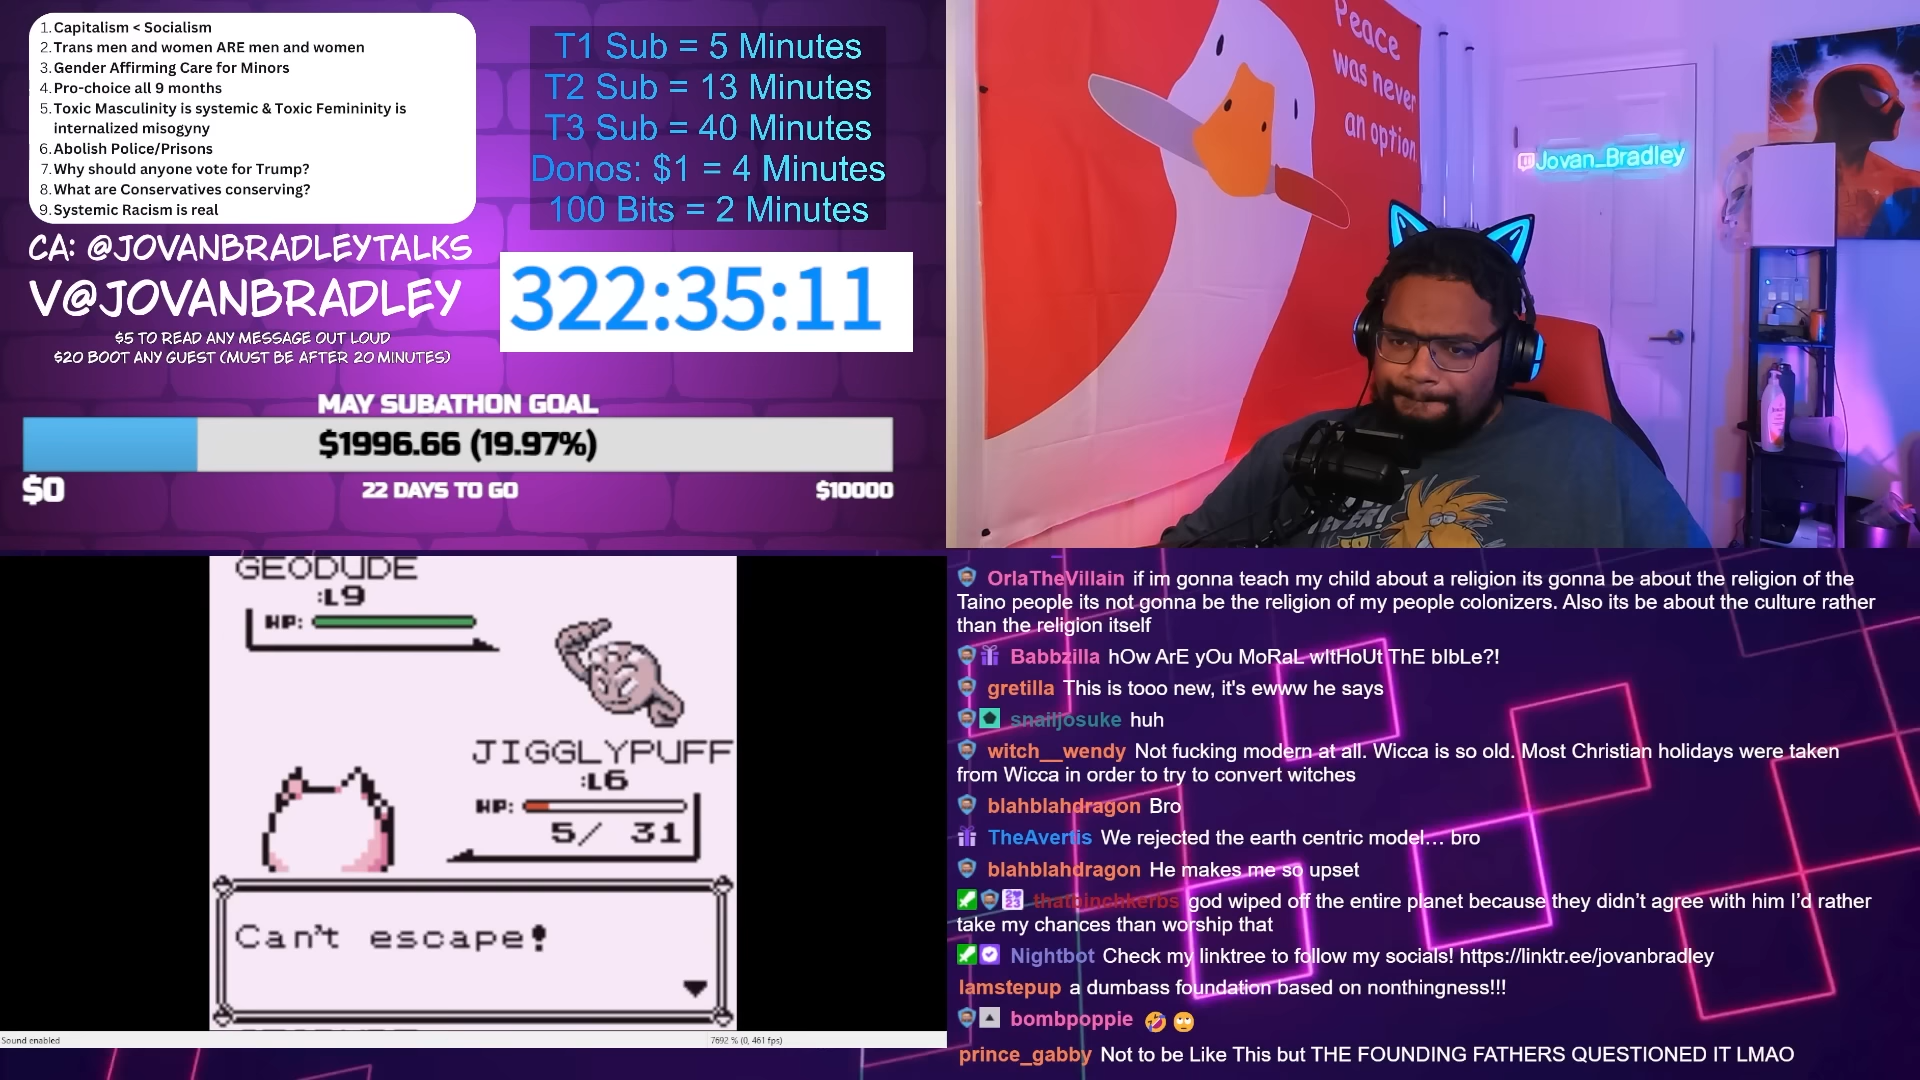 1. Capitalism < Socialism
2. Trans men and women ARE men and women
3. Gender Affirming Care for Minors
4. Pro-choice all 9 months
5. Toxic Masculinity is systemic & Toxic Femininity is
internalized misogyny
6. Abolish Police/Prisons
7. Why should anyone vote for Trump?
8. What are Conservatives conserving?
9. Systemic Racism is real
CA: @JOVANBRADLEYTALKS
V@JOVANBRADLEY
$5 TO READ ANY MESSAGE OUT LOUD
$20 BOOT ANY GUEST (MUST BE AFTER 20 MINUTES)
T1 Sub = 5 Minutes
T2 Sub = 13 Minutes
T3 Sub = 40 Minutes
Donos: $1 = 4 Minutes
100 Bits = 2 Minutes
322:35:11
MAY SUBATHON GOAL
$1996.66 (19.97%)
$0
22 DAYS TO GO
$10000
Peace
was never
an option
Jovan_Bradley
GEODUDE
:L9
HP:
JIGGLYPUFF
:L6
HP:
5/ 31
Can't escape!
Sound enabled
7692 % (0, 461 fps)
OrlaTheVillain if im gonna teach my child about a religion its gonna be about the religion of the
Taino people its not gonna be the religion of my people colonizers. Also its be about the culture rather
than the religion itself
Babbzilla hOw ArE yOu MoRaL wItHoUt ThE bIbLe?!
gretilla This is tooo new, it's ewww he says
snailjosuke huh
witch__wendy Not fucking modern at all. Wicca is so old. Most Christian holidays were taken
from Wicca in order to try to convert witches
blahblahdragon Bro
TheAvertis We rejected the earth centric model... bro
blahblahdragon He makes me so upset
thatbinchkerbs god wiped off the entire planet because they didn't agree with him I'd rather
take my chances than worship that
Nightbot Check my linktree to follow my socials! https://linktr.ee/jovanbradley
lamstepup a dumbass foundation based on nonthingness!!!
bombpoppie 🤣 🙄
prince_gabby Not to be Like This but THE FOUNDING FATHERS QUESTIONED IT LMAO